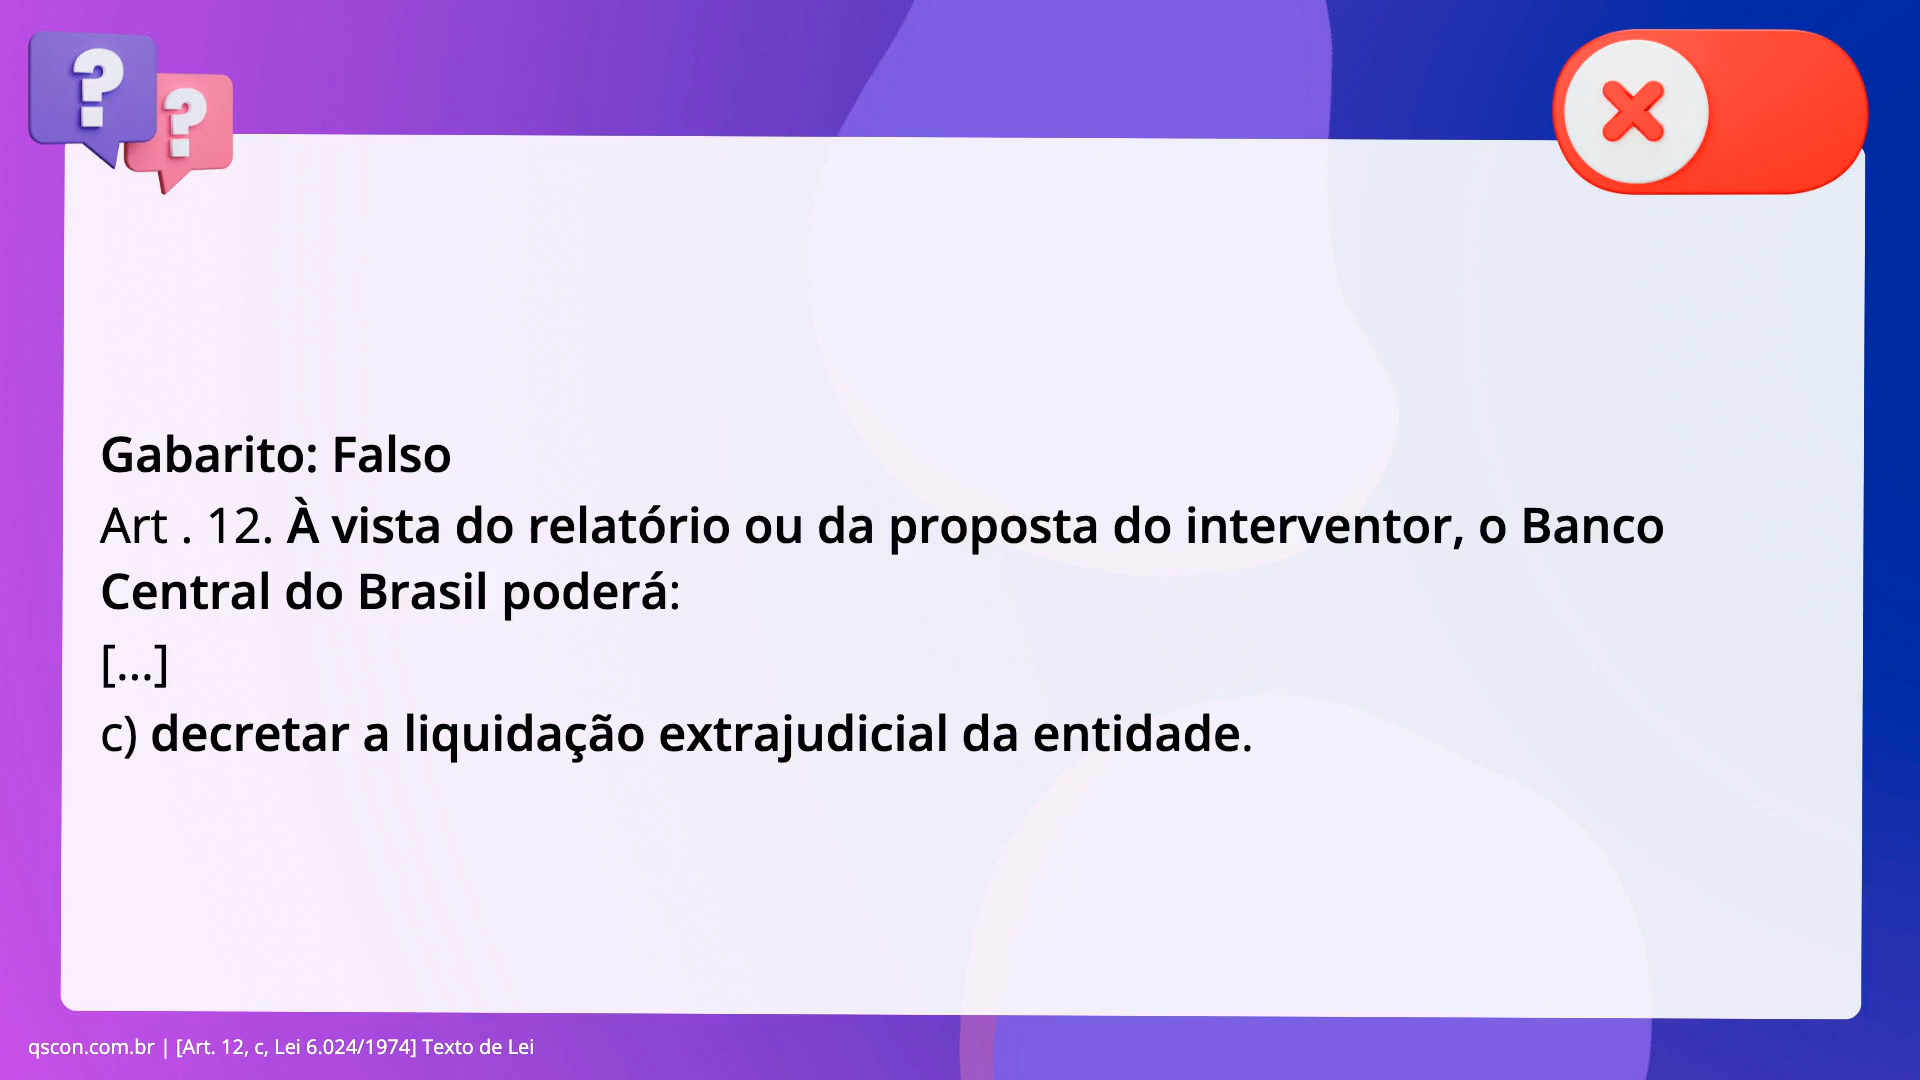 Gabarito: Falso
Art . 12. À vista do relatório ou da proposta do interventor, o Banco
Central do Brasil poderá:
[...]
c) decretar a liquidação extrajudicial da entidade.
qscon.com.br | [Art. 12, c, Lei 6.024/1974] Texto de Lei